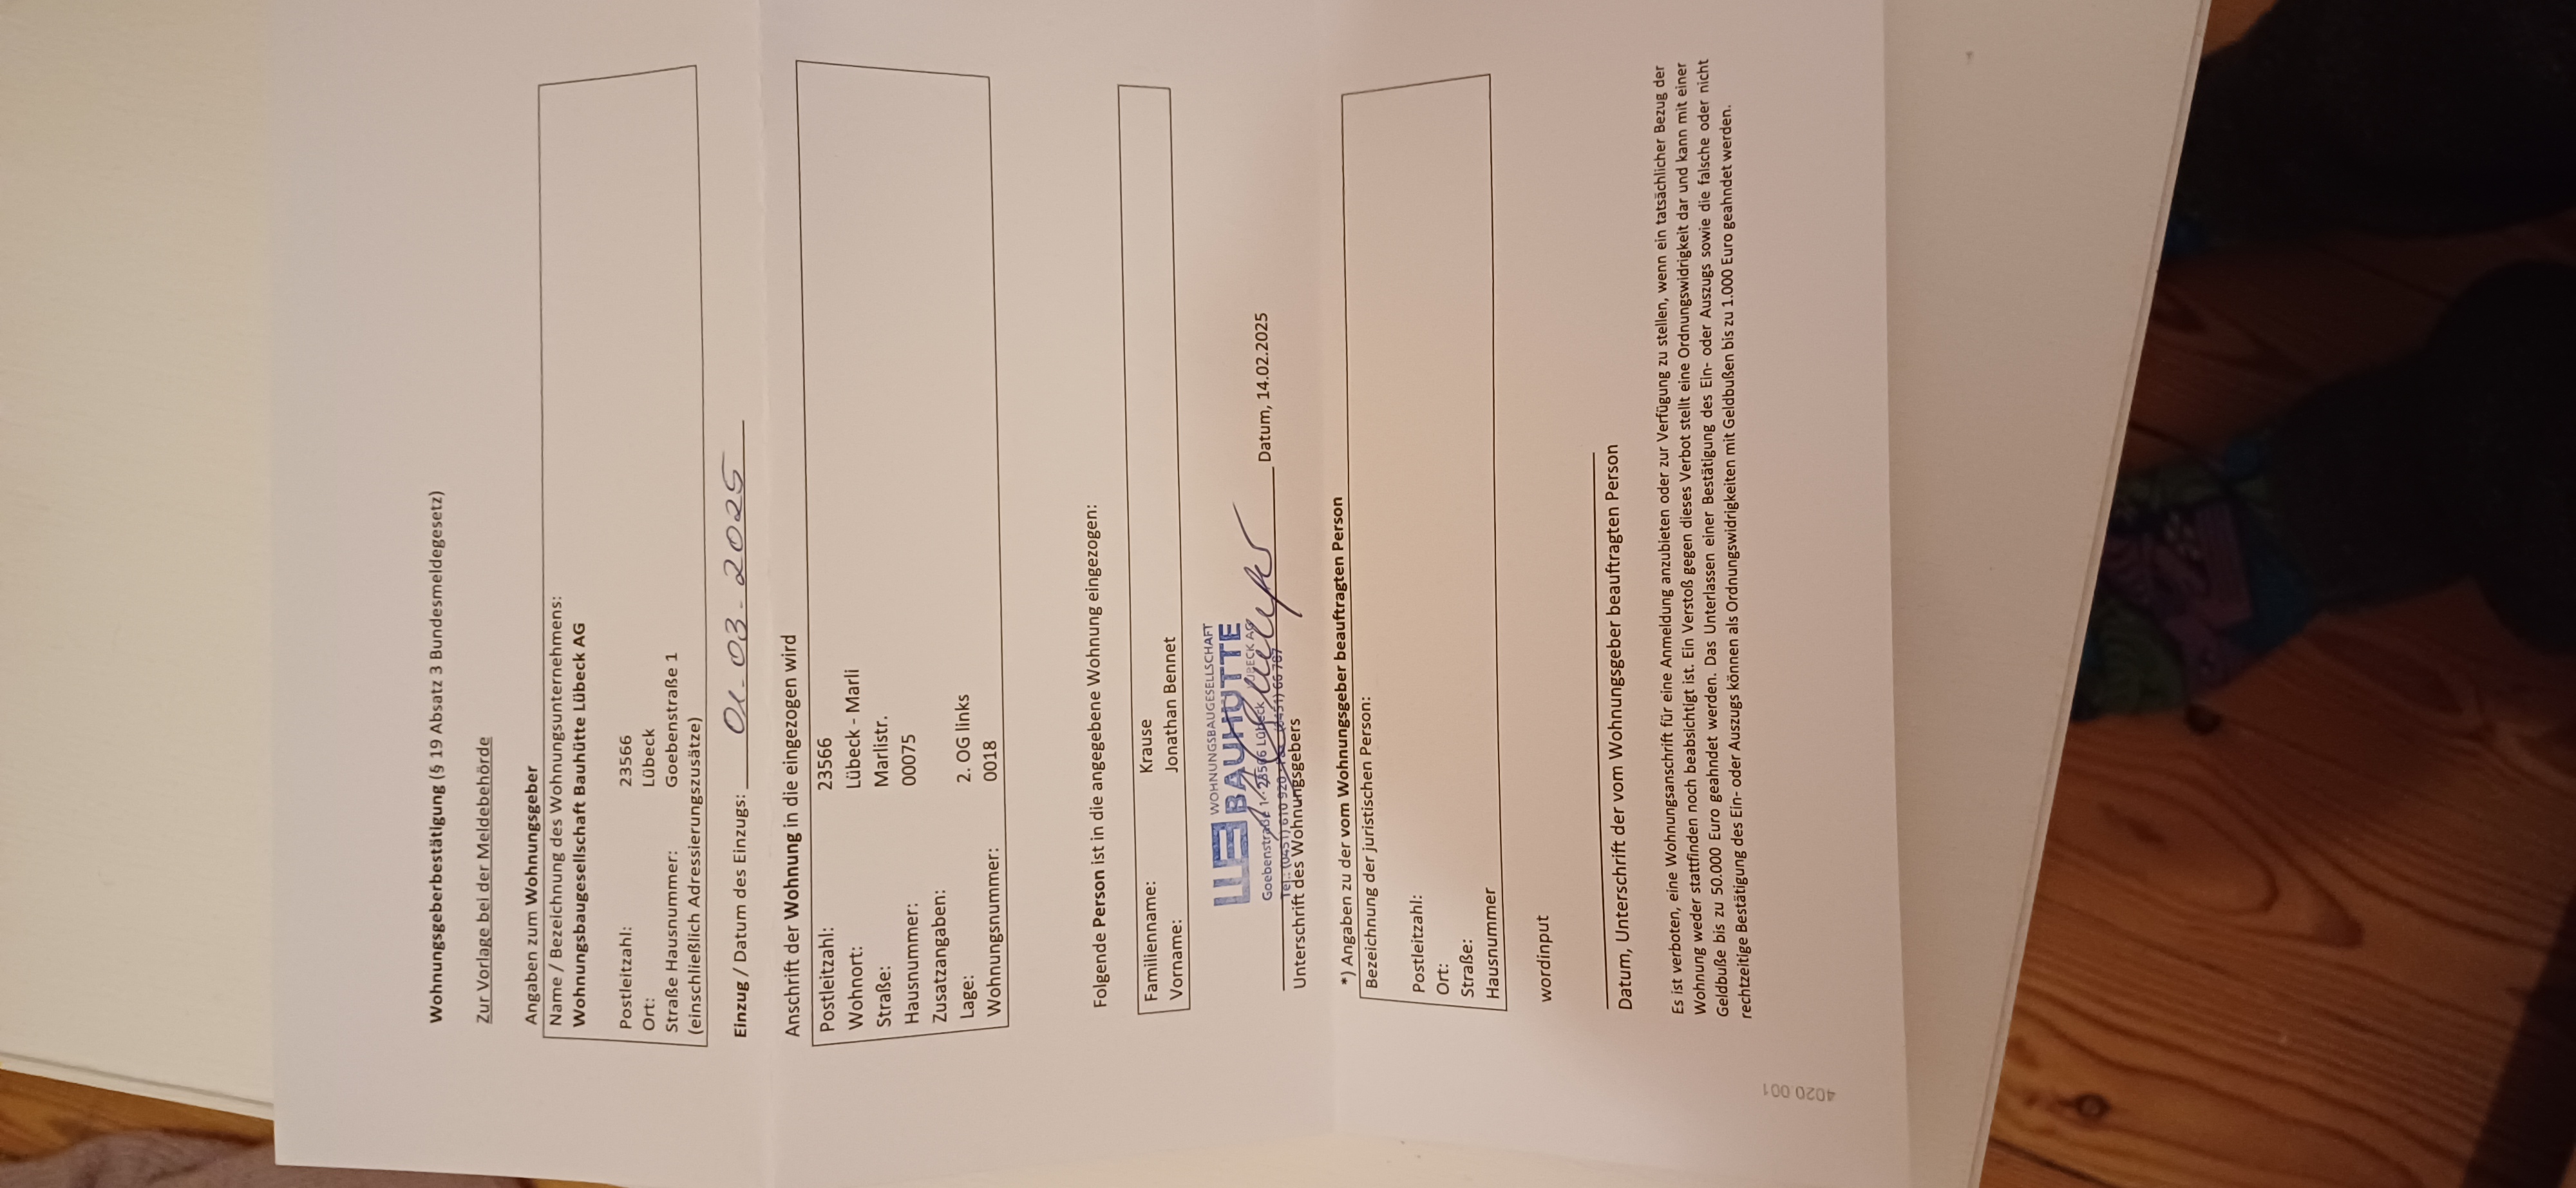 Wohnungsgeberbestätigung (§ 19 Absatz 3 Bundesmeldegesetz)
Zur Vorlage bei der Meldebehörde
Angaben zum Wohnungsgeber
Name / Bezeichnung des Wohnungsunternehmens:
Wohnungsbaugesellschaft Bauhütte Lübeck AG
Postleitzahl: 23566
Ort: Lübeck
Straße Hausnummer: Goebenstraße 1
(einschließlich Adressierungszusätze)
Einzug / Datum des Einzugs: 01.03.2025
Anschrift der Wohnung in die eingezogen wird
Postleitzahl: 23566
Wohnort: Lübeck - Marli
Straße: Marlistr.
Hausnummer: 00075
Zusatzangaben:
Lage: 2. OG links
Wohnungsnummer: 0018
Folgende Person ist in die angegebene Wohnung eingezogen:
Familienname: Krause
Vorname: Jonathan Bennet
WOHNUNGSBAUGESELLSCHAFT
BAUHÜTTE
LÜBECK AG
Goebenstraße 1 · 23566 Lübeck
Tel.: (0451) 610 920 · Fax (0451) 66 787
Datum, 14.02.2025
Unterschrift des Wohnungsgebers
*) Angaben zu der vom Wohnungsgeber beauftragten Person
Bezeichnung der juristischen Person:
Postleitzahl:
Ort:
Straße:
Hausnummer
wordinput
Datum, Unterschrift der vom Wohnungsgeber beauftragten Person
Es ist verboten, eine Wohnungsanschrift für eine Anmeldung anzubieten oder zur Verfügung zu stellen, wenn ein tatsächlicher Bezug der
Wohnung weder stattfinden noch beabsichtigt ist. Ein Verstoß gegen dieses Verbot stellt eine Ordnungswidrigkeit dar und kann mit einer
Geldbuße bis zu 50.000 Euro geahndet werden. Das Unterlassen einer Bestätigung des Ein- oder Auszugs sowie die falsche oder nicht
rechtzeitige Bestätigung des Ein- oder Auszugs können als Ordnungswidrigkeiten mit Geldbußen bis zu 1.000 Euro geahndet werden.
4020.001